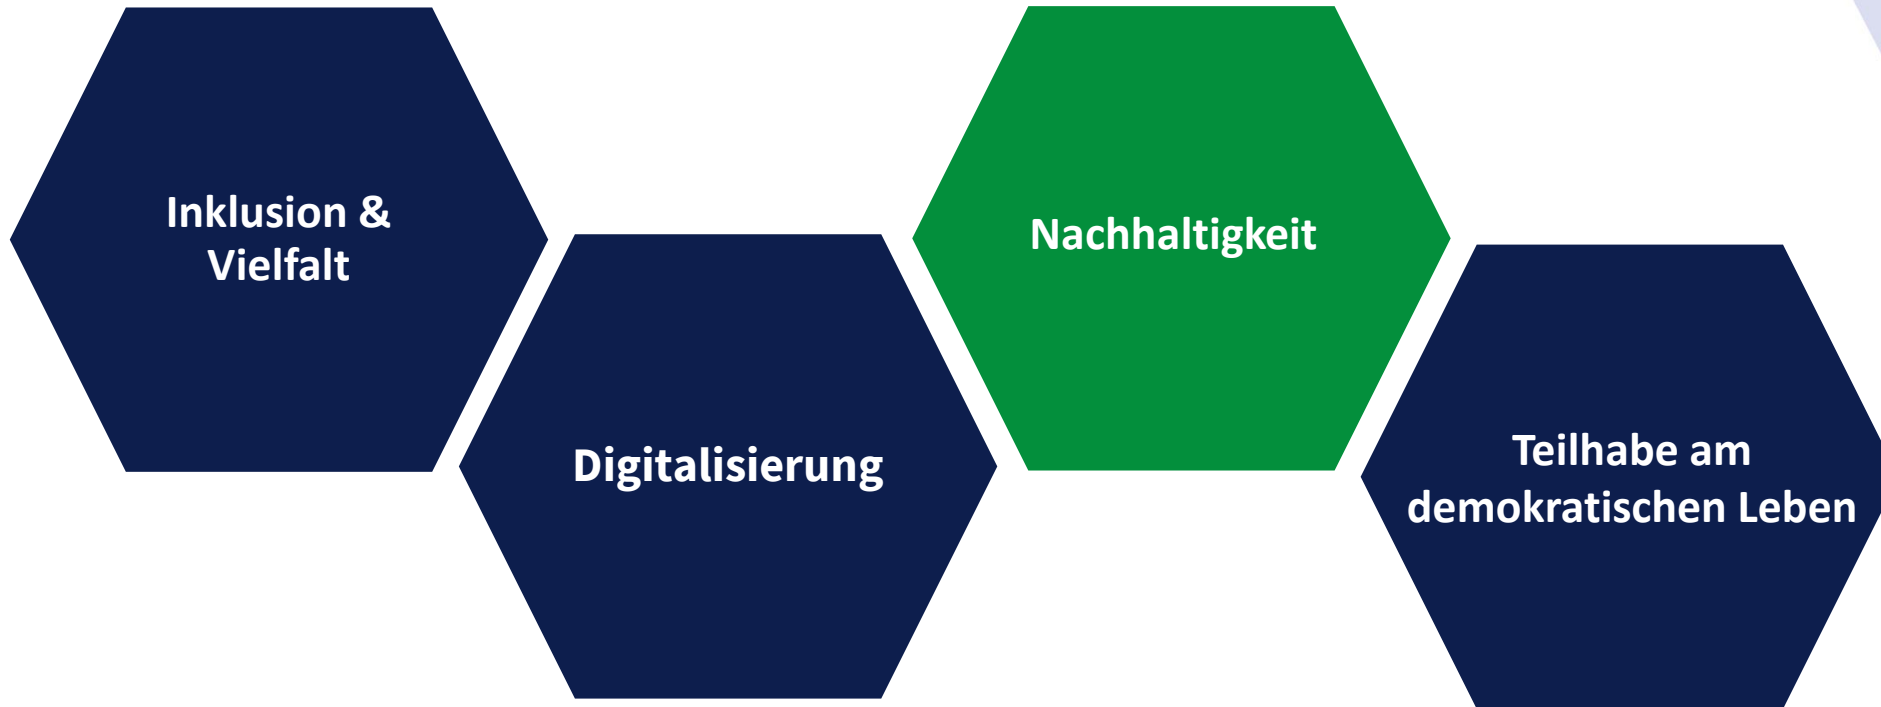 Inklusion &
Vielfalt
Digitalisierung
Nachhaltigkeit
Teilhabe am
demokratischen Leben